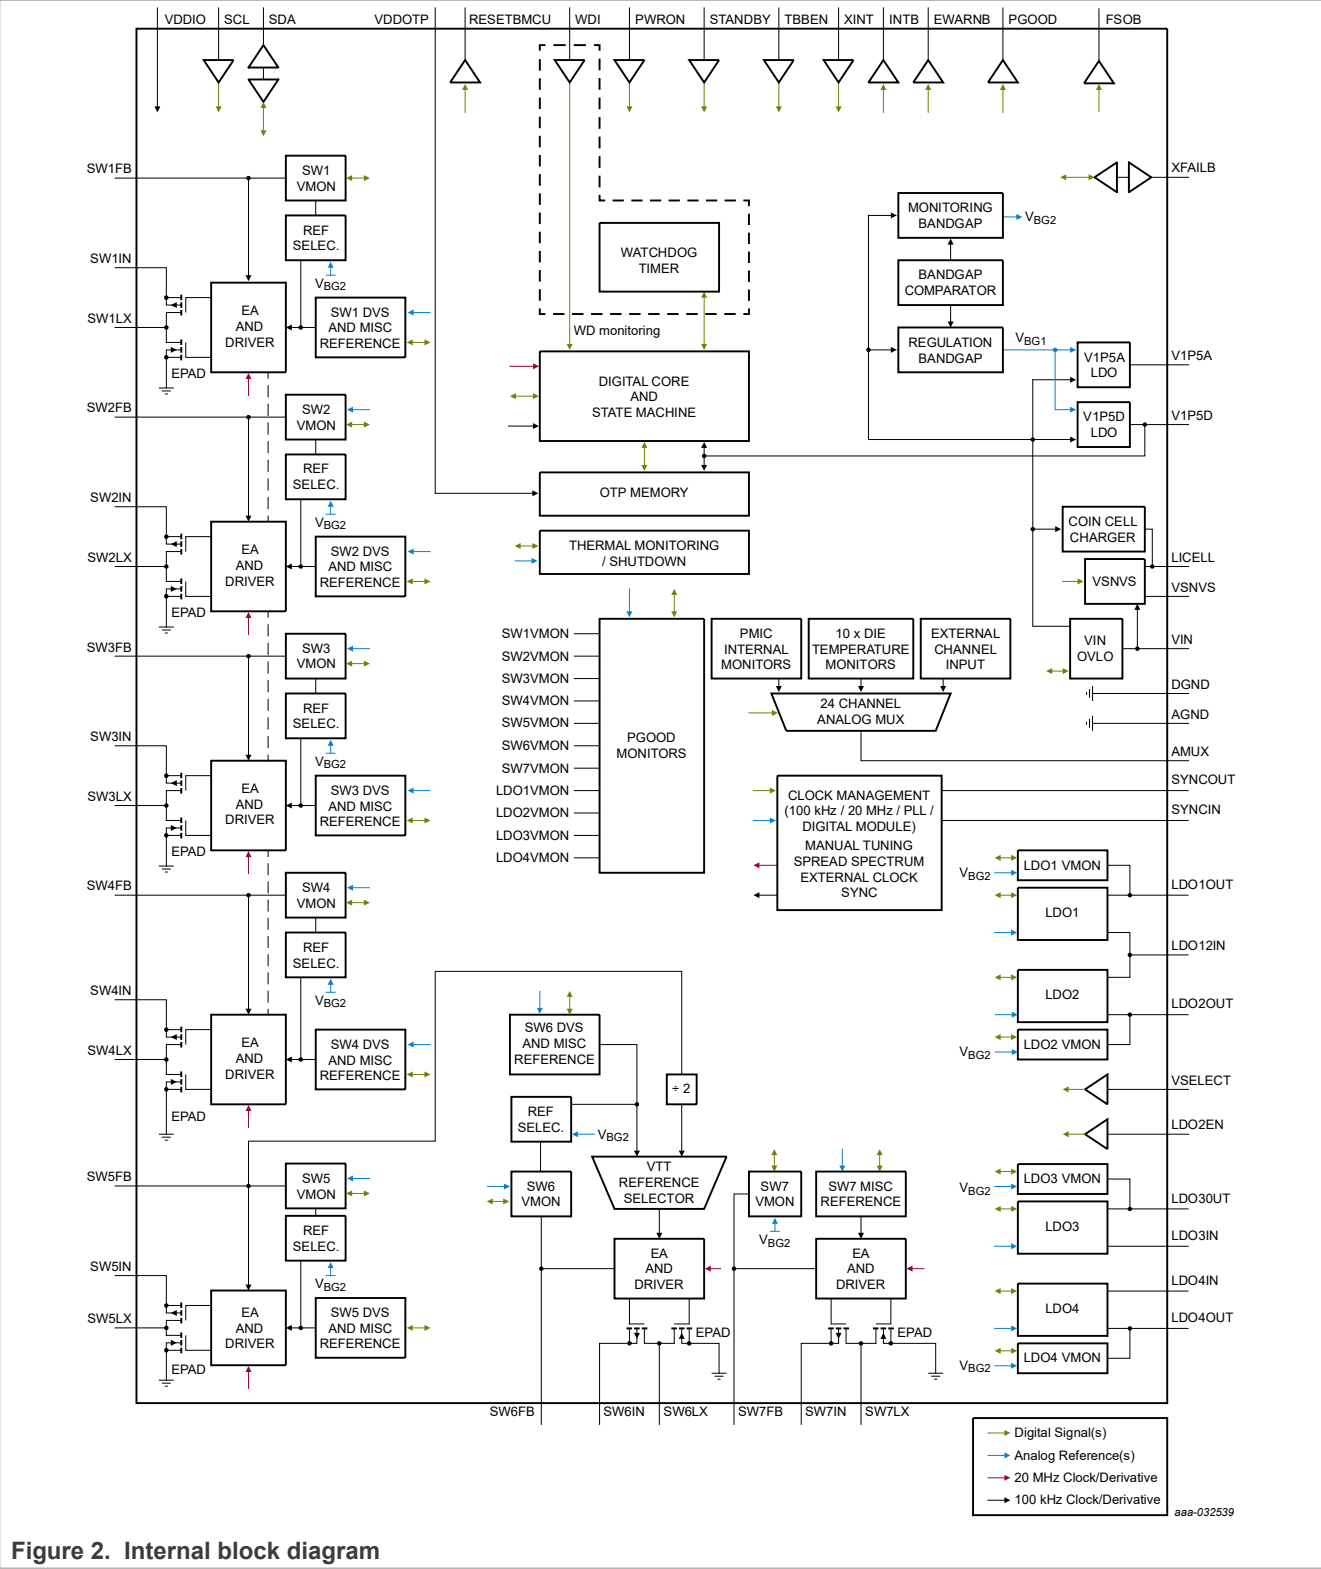 VDDIO SCL SDA VDDOTP RESETBMCU WDI PWRON STANDBY TBBEN XINT INTB EWARNB PGOOD FSOB
SW1FB
SW1
VMON
REF
SELEC.
VBG2
SW1IN
SW1LX
EA
AND
DRIVER
SW1 DVS
AND MISC
REFERENCE
EPAD
SW2FB
SW2
VMON
REF
SELEC.
VBG2
SW2IN
SW2LX
EA
AND
DRIVER
SW2 DVS
AND MISC
REFERENCE
EPAD
SW3FB
SW3
VMON
REF
SELEC.
VBG2
SW3IN
SW3LX
EA
AND
DRIVER
SW3 DVS
AND MISC
REFERENCE
EPAD
SW4FB
SW4
VMON
REF
SELEC.
VBG2
SW4IN
SW4LX
EA
AND
DRIVER
SW4 DVS
AND MISC
REFERENCE
EPAD
SW5FB
SW5
VMON
REF
SELEC.
VBG2
SW5IN
SW5LX
EA
AND
DRIVER
SW5 DVS
AND MISC
REFERENCE
EPAD
WATCHDOG
TIMER
WD monitoring
DIGITAL CORE
AND
STATE MACHINE
OTP MEMORY
THERMAL MONITORING
/ SHUTDOWN
SW1VMON
SW2VMON
SW3VMON
SW4VMON
SW5VMON
SW6VMON
SW7VMON
LDO1VMON
LDO2VMON
LDO3VMON
LDO4VMON
PGOOD
MONITORS
PMIC
INTERNAL
MONITORS
10 x DIE
TEMPERATURE
MONITORS
EXTERNAL
CHANNEL
INPUT
24 CHANNEL
ANALOG MUX
CLOCK MANAGEMENT
(100 kHz / 20 MHz / PLL /
DIGITAL MODULE)
MANUAL TUNING
SPREAD SPECTRUM
EXTERNAL CLOCK
SYNC
SW6 DVS
AND MISC
REFERENCE
÷ 2
REF
SELEC.
VBG2
SW6
VMON
VTT
REFERENCE
SELECTOR
EA
AND
DRIVER
EPAD
SW7
VMON
VBG2
SW7 MISC
REFERENCE
EA
AND
DRIVER
EPAD
SW6FB SW6IN SW6LX SW7FB SW7IN SW7LX
XFAILB
MONITORING
BANDGAP
VBG2
BANDGAP
COMPARATOR
REGULATION
BANDGAP
VBG1
V1P5A
LDO
V1P5A
V1P5D
LDO
V1P5D
COIN CELL
CHARGER
LICELL
VSNVS
VSNVS
VIN
OVLO
VIN
DGND
AGND
AMUX
SYNCOUT
SYNCIN
LDO1 VMON
VBG2
LDO1OUT
LDO1
LDO12IN
LDO2
LDO2OUT
LDO2 VMON
VBG2
VSELECT
LDO2EN
LDO3 VMON
VBG2
LDO30UT
LDO3
LDO3IN
LDO4IN
LDO4
LDO4OUT
LDO4 VMON
VBG2
Digital Signal(s)
Analog Reference(s)
20 MHz Clock/Derivative
100 kHz Clock/Derivative
aaa-032539
Figure 2. Internal block diagram